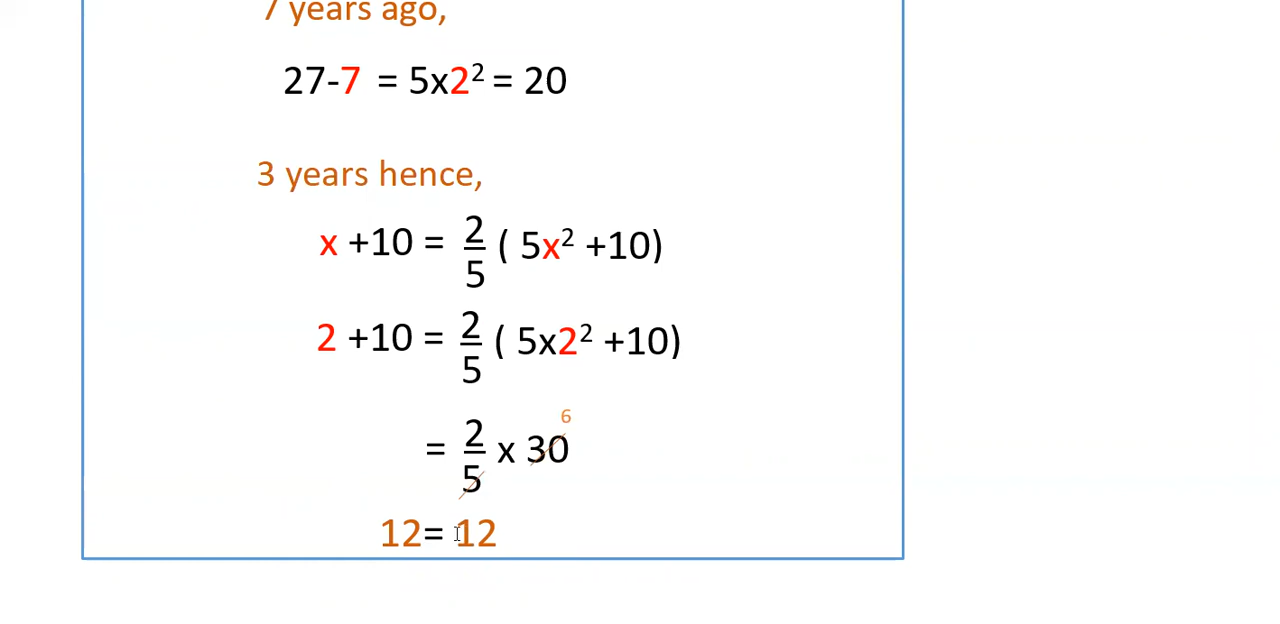 7 years ago,
27-7 = 5x2² = 20
3 years hence,
x +10 = 2/5 ( 5x² +10)
2 +10 = 2/5 ( 5x2² +10)
6
= 2/5 x 30
12= 12